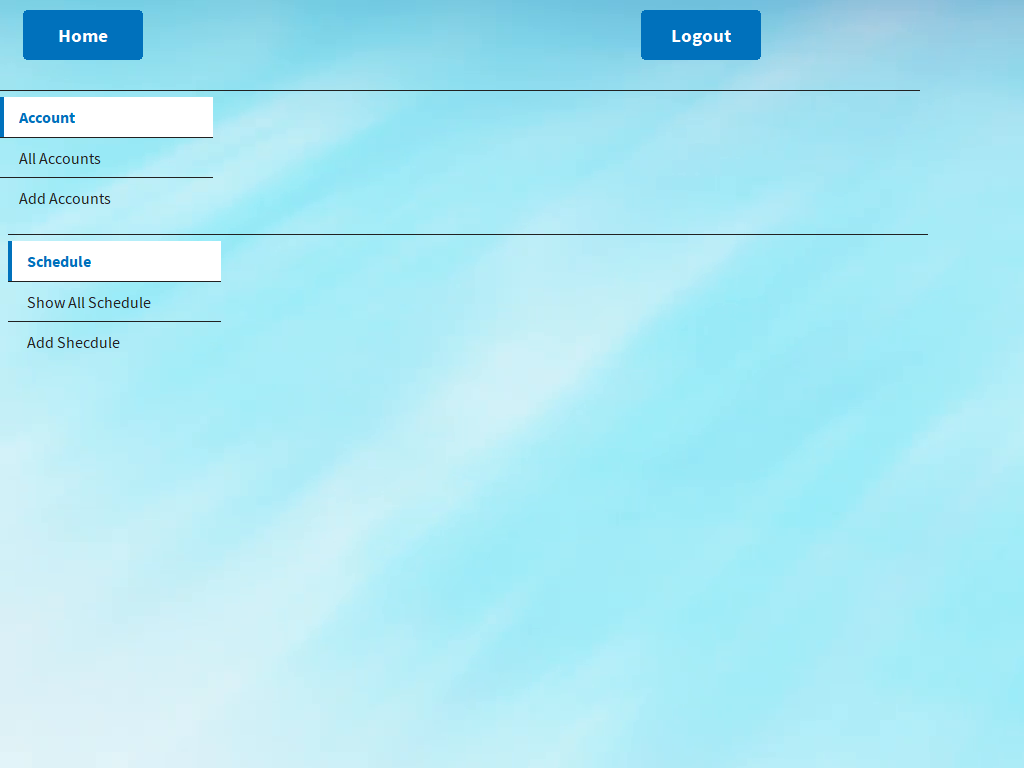 Home
Logout
Account
All Accounts
Add Accounts
Schedule
Show All Schedule
Add Shecdule